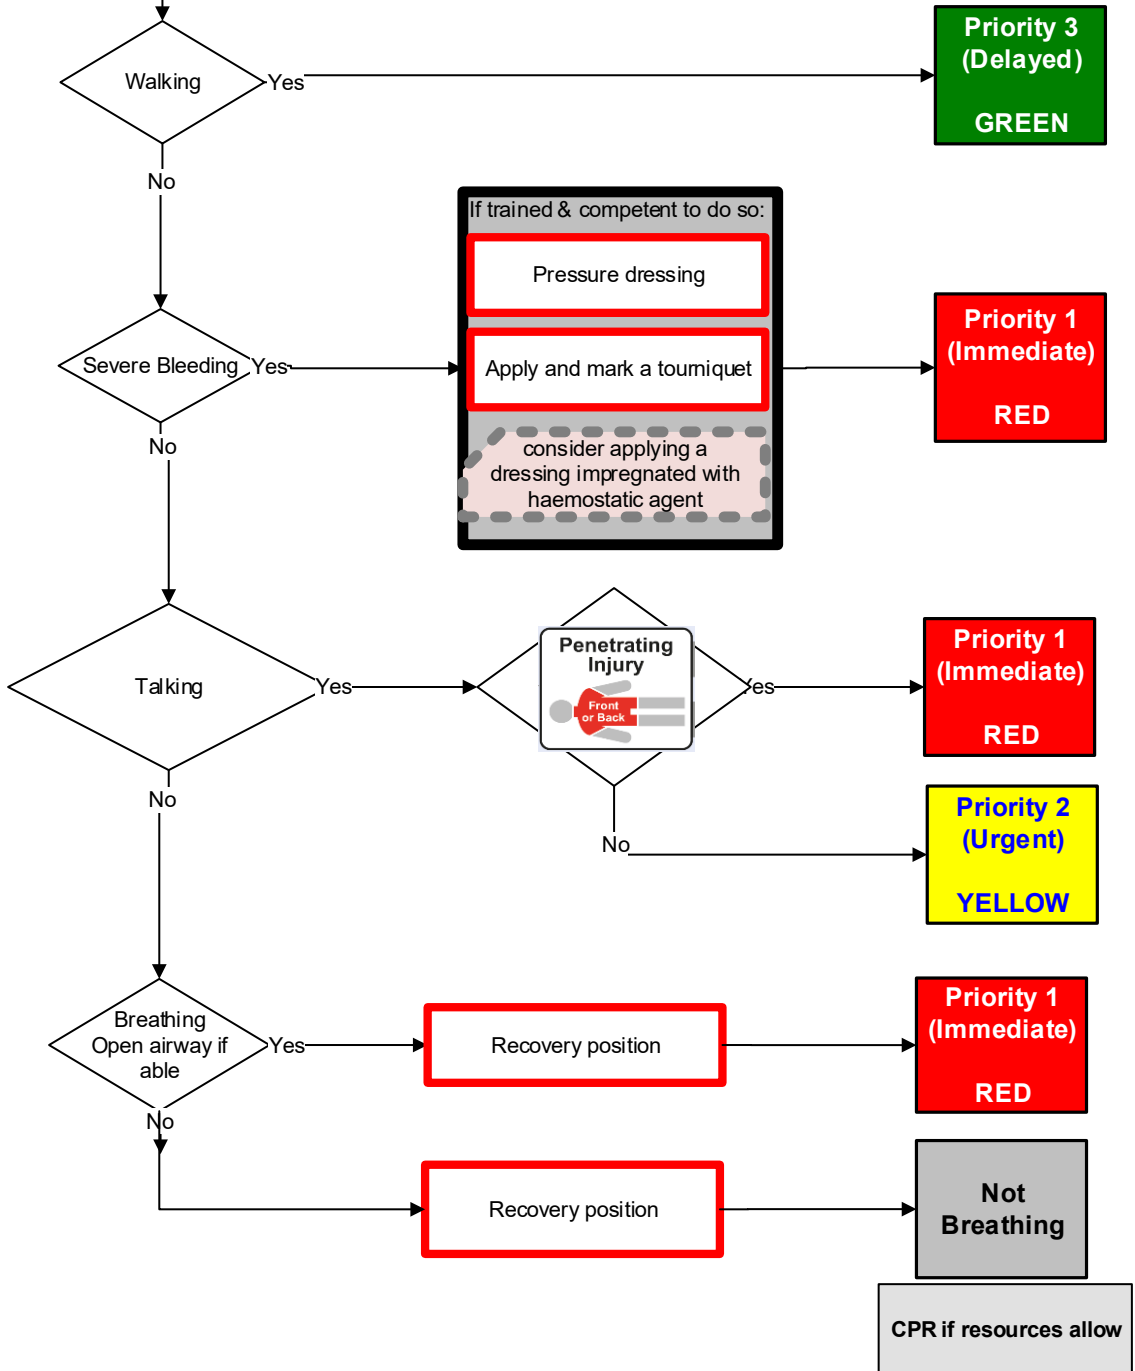 Priority 3
(Delayed)
GREEN
Walking
Yes
No
If trained & competent to do so:
Pressure dressing
Apply and mark a tourniquet
consider applying a
dressing impregnated with
haemostatic agent
Severe Bleeding
Yes
Priority 1
(Immediate)
RED
No
Talking
Yes
Penetrating
Injury
Front
or Back
Yes
Priority 1
(Immediate)
RED
No
No
Priority 2
(Urgent)
YELLOW
Breathing
Open airway if
able
Yes
Recovery position
Priority 1
(Immediate)
RED
No
Recovery position
Not
Breathing
CPR if resources allow